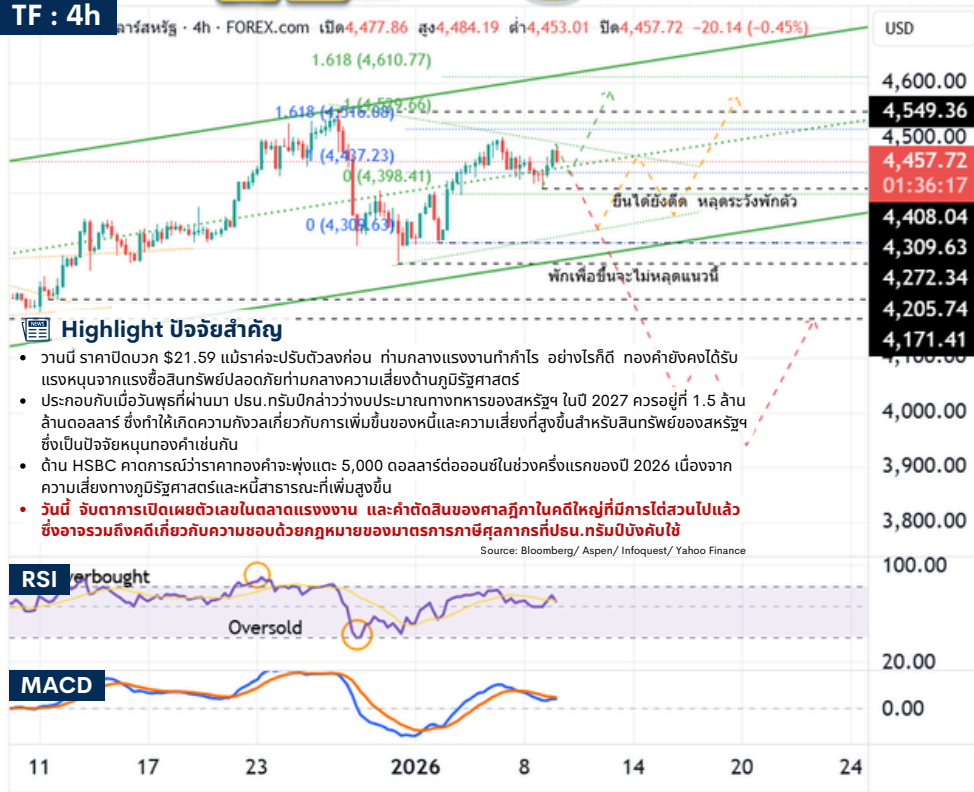 TF : 4h
ลาร์สหรัฐ · 4h · FOREX.com เปิด4,477.86 สูง4,484.19 ต่ำ4,453.01 ปิด4,457.72 −20.14 (−0.45%)
USD
1.618 (4,610.77)
4,600.00
1.618 (4,516.08)
4,549.36
4,500.00
1 (4,437.23)
4,457.72
01:36:17
0 (4,398.41)
ยืนได้ยังดีด หลุดระวังพักตัว
4,408.04
0 (4,309.63)
4,309.63
พักเพื่อขึ้นจะไม่หลุดแนวนี้
4,272.34
4,205.74
4,171.41
4,100.00
4,000.00
3,900.00
3,800.00
NEWS
Highlight ปัจจัยสำคัญ
• วานนี้ ราคาปิดบวก $21.59 แม้ราค่จะปรับตัวลงก่อน ท่ามกลางแรงงานทำกำไร อย่างไรก็ดี ทองคำยังคงได้รับ
แรงหนุนจากแรงซื้อสินทรัพย์ปลอดภัยท่ามกลางความเสี่ยงด้านภูมิรัฐศาสตร์
• ประกอบกับเมื่อวันพุธที่ผ่านมา ปธน.ทรัมป์กล่าวว่างบประมาณทางทหารของสหรัฐฯ ในปี 2027 ควรอยู่ที่ 1.5 ล้าน
ล้านดอลลาร์ ซึ่งทำให้เกิดความกังวลเกี่ยวกับการเพิ่มขึ้นของหนี้และความเสี่ยงที่สูงขึ้นสำหรับสินทรัพย์ของสหรัฐฯ
ซึ่งเป็นปัจจัยหนุนทองคำเช่นกัน
• ด้าน HSBC คาดการณ์ว่าราคาทองคำจะพุ่งแตะ 5,000 ดอลลาร์ต่อออนซ์ในช่วงครึ่งแรกของปี 2026 เนื่องจาก
ความเสี่ยงทางภูมิรัฐศาสตร์และหนี้สาธารณะที่เพิ่มสูงขึ้น
• วันนี้ จับตาการเปิดเผยตัวเลขในตลาดแรงงงาน และคำตัดสินของศาลฎีกาในคดีใหญ่ที่มีการไต่สวนไปแล้ว
ซึ่งอาจรวมถึงคดีเกี่ยวกับความชอบด้วยกฎหมายของมาตรการภาษีศุลกากรที่ปธน.ทรัมป์บังคับใช้
Source: Bloomberg/ Aspen/ Infoquest/ Yahoo Finance
RSI
verbought
100.00
Oversold
20.00
MACD
0.00
11 17 23 2026 8 14 20 24